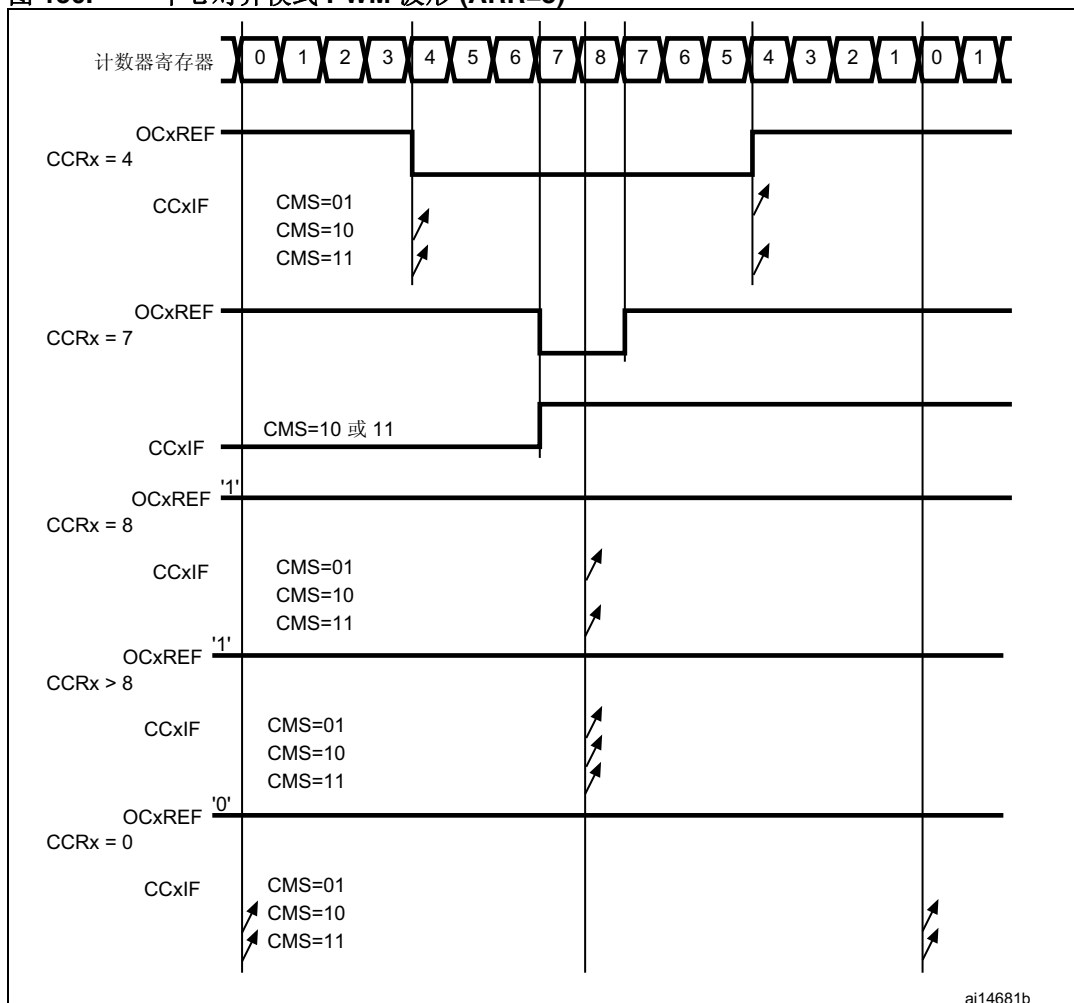 计数器寄存器 0 1 2 3 4 5 6 7 8 7 6 5 4 3 2 1 0 1
OCxREF
CCRx = 4
CCxIF
CMS=01
CMS=10
CMS=11
OCxREF
CCRx = 7
CMS=10 或 11
CCxIF
OCxREF '1'
CCRx = 8
CCxIF
CMS=01
CMS=10
CMS=11
OCxREF '1'
CCRx > 8
CCxIF
CMS=01
CMS=10
CMS=11
OCxREF '0'
CCRx = 0
CCxIF
CMS=01
CMS=10
CMS=11
ai14681b